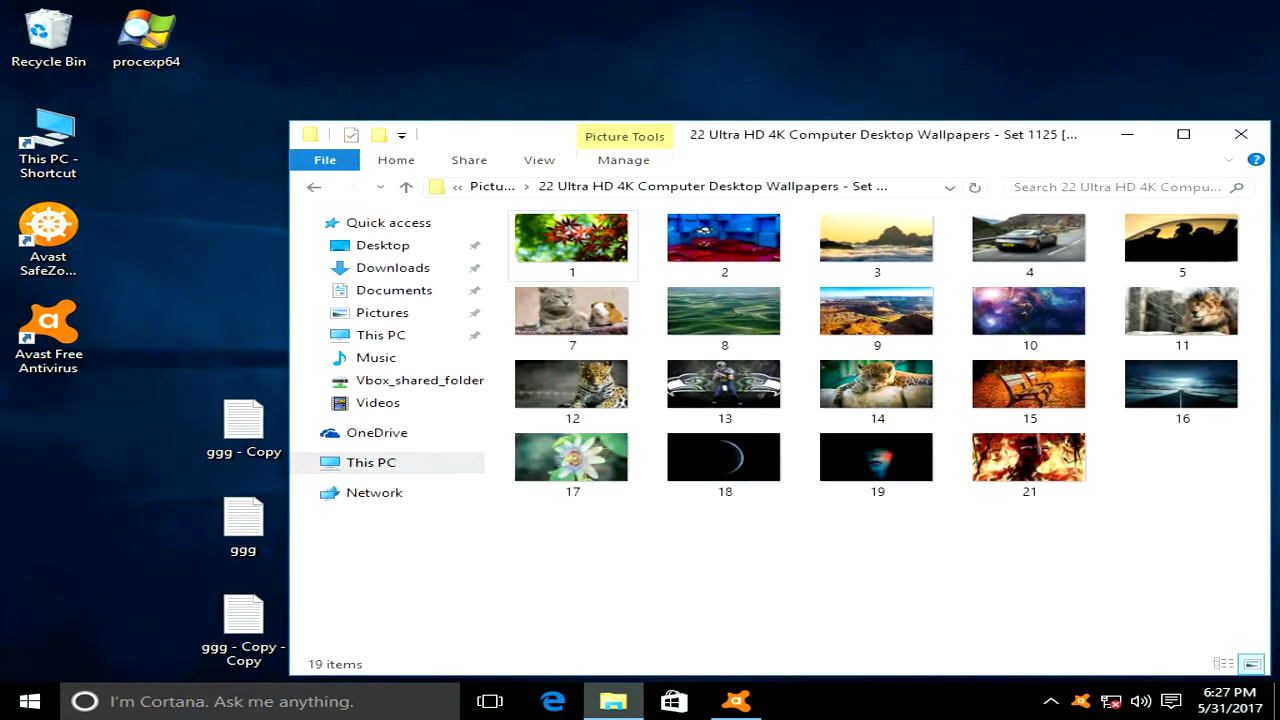 Recycle Bin
procexp64
This PC -
Shortcut
Avast
SafeZo...
Avast Free
Antivirus
ggg - Copy
ggg
ggg - Copy -
Copy
Picture Tools
22 Ultra HD 4K Computer Desktop Wallpapers - Set 1125 [...
File
Home
Share
View
Manage
« Pictu... › 22 Ultra HD 4K Computer Desktop Wallpapers - Set ...
Search 22 Ultra HD 4K Compu...
Quick access
Desktop
Downloads
Documents
Pictures
This PC
Music
Vbox_shared_folder
Videos
OneDrive
This PC
Network
1
2
3
4
5
7
8
9
10
11
12
13
14
15
16
17
18
19
21
19 items
I'm Cortana. Ask me anything.
6:27 PM
5/31/2017